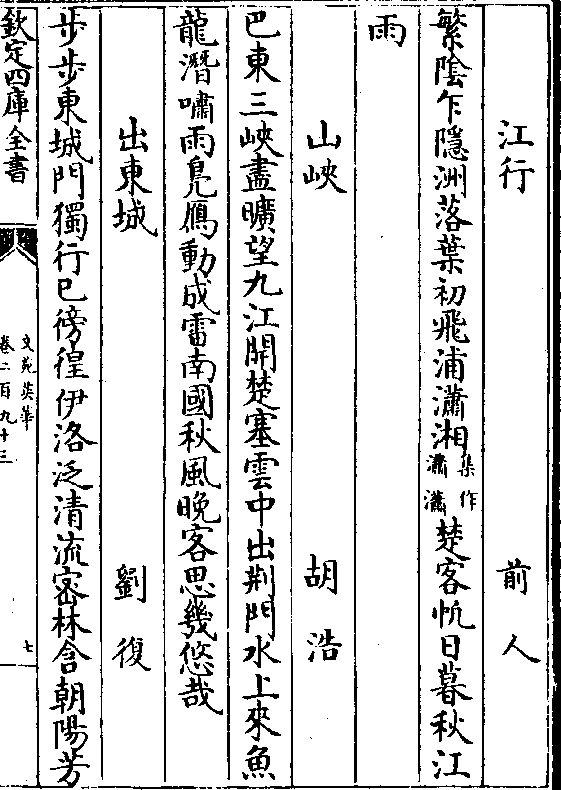 江行　　　　　　　前人
繁陰乍隱洲落葉初飛浦瀟湘集作瀟瀟楚客帆日暮秋江
雨
山峽　　　　　　　胡浩
巴東三峽盡曠望九江開楚塞雲中出荆門水上來魚
龍潛嘯雨鳬鴈動成雷南國秋風晚客思幾悠哉
出東城　　　　　　劉復
步步東城門獨行已徬徨伊洛泛清流密林含朝陽芳
欽定四庫全書
文苑英華
卷二百九十三
七